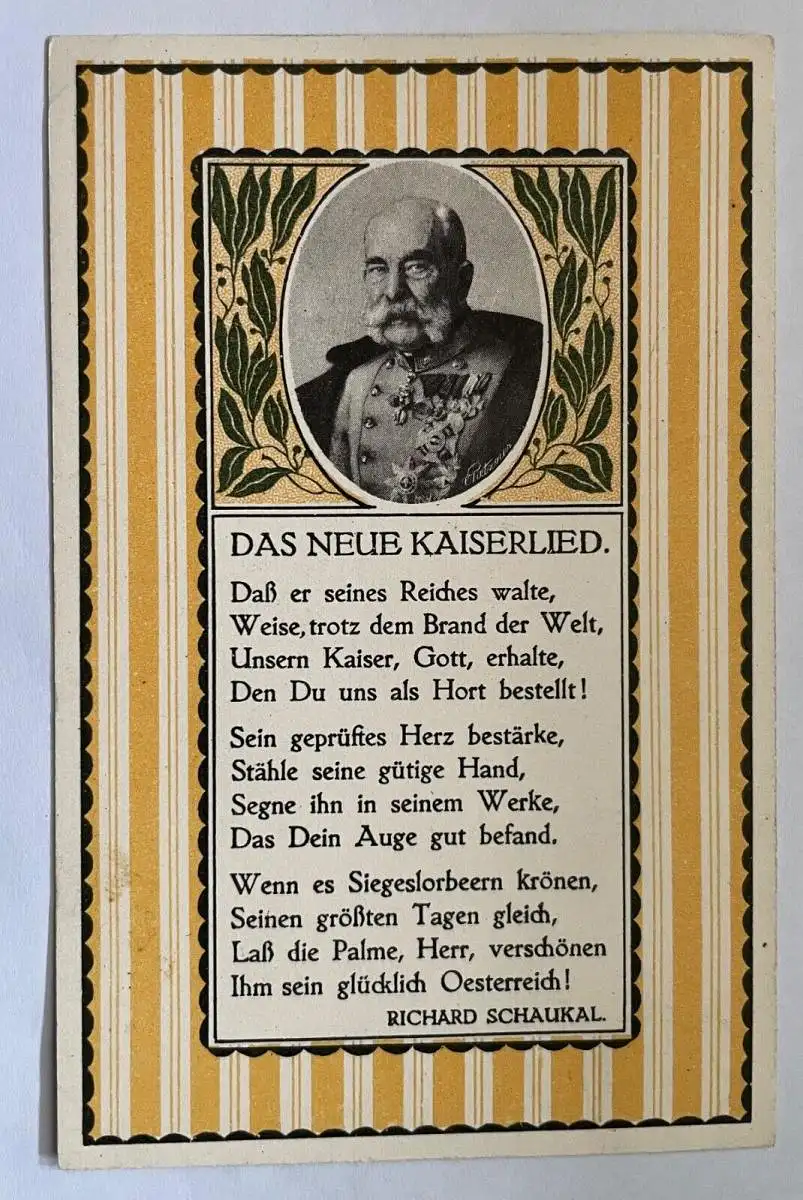 DAS NEUE KAISERLIED.
Daß er seines Reiches walte,
Weise, trotz dem Brand der Welt,
Unsern Kaiser, Gott, erhalte,
Den Du uns als Hort bestellt!
Sein geprüftes Herz bestärke,
Stähle seine gütige Hand,
Segne ihn in seinem Werke,
Das Dein Auge gut befand.
Wenn es Siegeslorbeern krönen,
Seinen größten Tagen gleich,
Laß die Palme, Herr, verschönen
Ihm sein glücklich Oesterreich!
RICHARD SCHAUKAL.